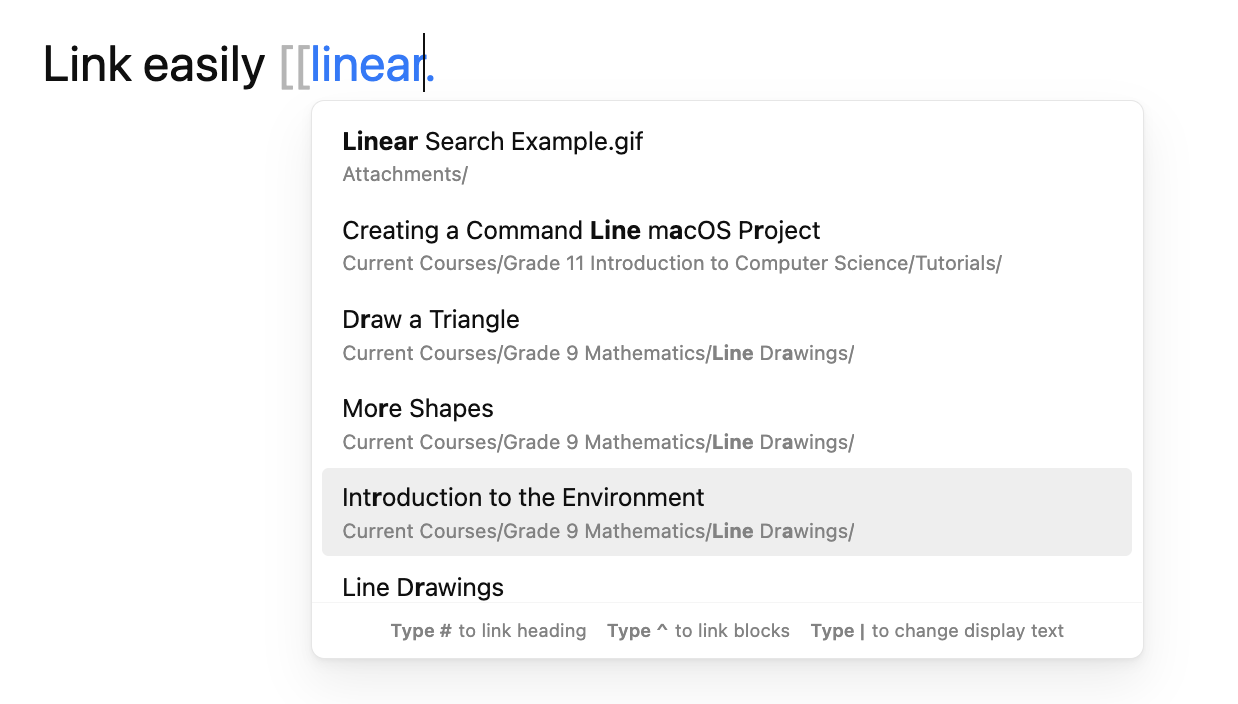 Link easily [[linear.
Linear Search Example.gif
Attachments/
Creating a Command Line macOS Project
Current Courses/Grade 11 Introduction to Computer Science/Tutorials/
Draw a Triangle
Current Courses/Grade 9 Mathematics/Line Drawings/
More Shapes
Current Courses/Grade 9 Mathematics/Line Drawings/
Introduction to the Environment
Current Courses/Grade 9 Mathematics/Line Drawings/
Line Drawings
Type # to link heading Type ^ to link blocks Type | to change display text